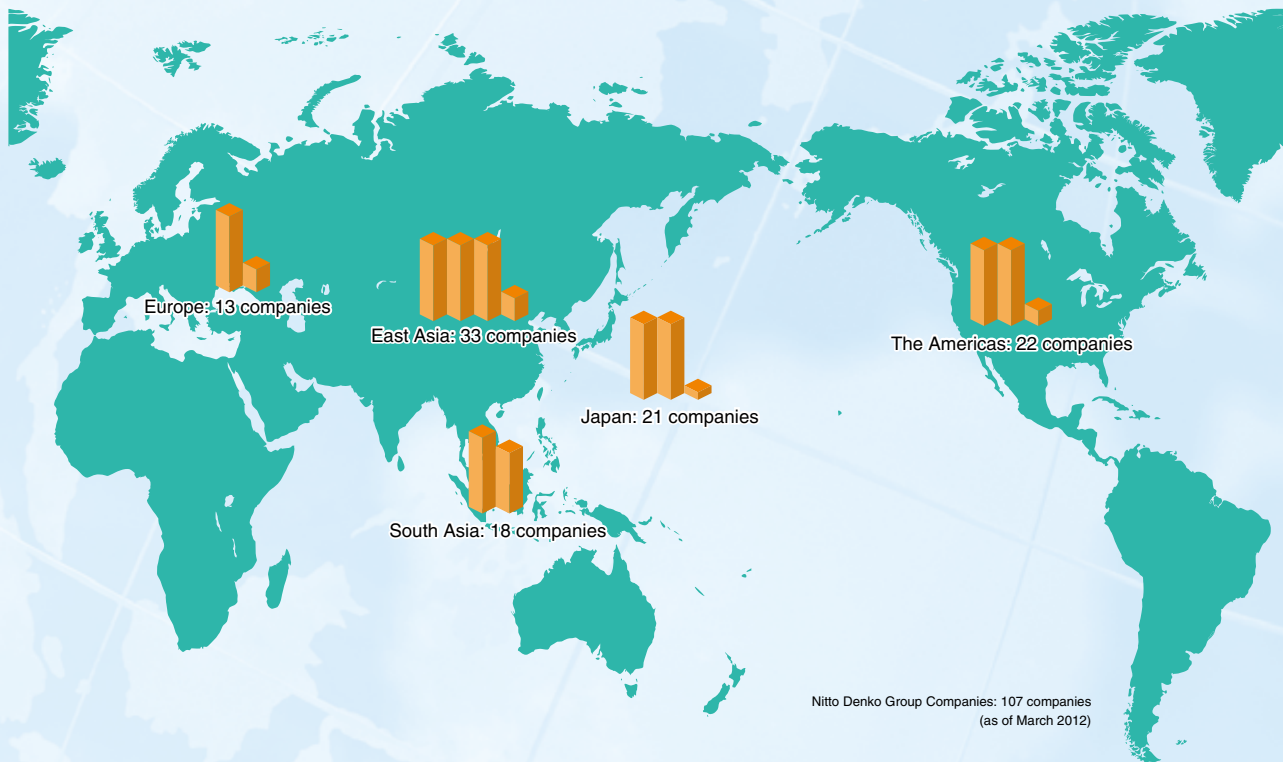 Europe: 13 companies
East Asia: 33 companies
The Americas: 22 companies
Japan: 21 companies
South Asia: 18 companies
Nitto Denko Group Companies: 107 companies
(as of March 2012)